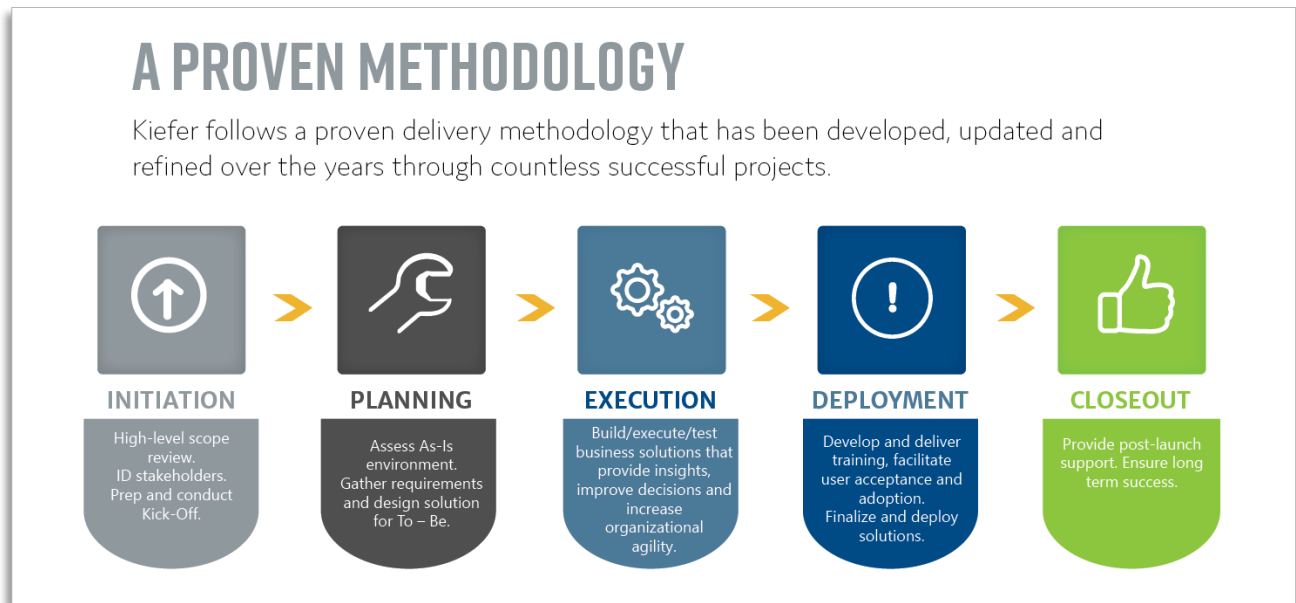 A PROVEN METHODOLOGY
Kiefer follows a proven delivery methodology that has been developed, updated and
refined over the years through countless successful projects.
INITIATION
High-level scope
review.
ID stakeholders.
Prep and conduct
Kick-Off.
PLANNING
Assess As-Is
environment.
Gather requirements
and design solution
for To – Be.
EXECUTION
Build/execute/test
business solutions that
provide insights,
improve decisions and
increase
organizational
agility.
DEPLOYMENT
Develop and deliver
training, facilitate
user acceptance and
adoption.
Finalize and deploy
solutions.
CLOSEOUT
Provide post-launch
support. Ensure long
term success.